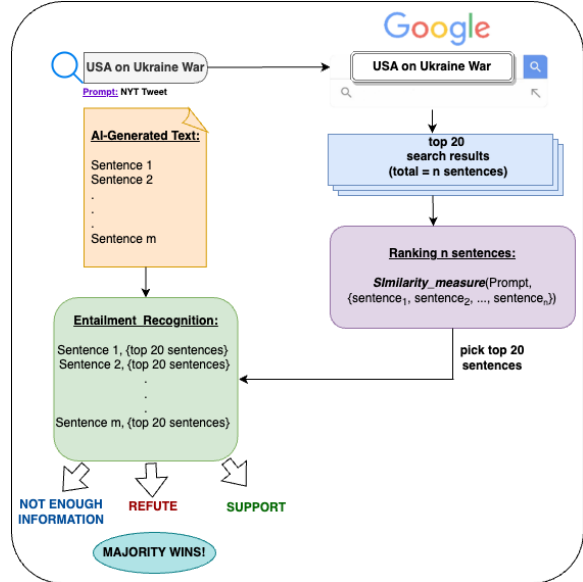 Google
USA on Ukraine War
USA on Ukraine War
Prompt: NYT Tweet
AI-Generated Text:
Sentence 1
Sentence 2
.
.
.
Sentence m
top 20
search results
(total = n sentences)
Ranking n sentences:
SImilarity_measure(Prompt,
{sentence₁, sentence₂, ..., sentenceₙ})
pick top 20
sentences
Entailment Recognition:
Sentence 1, {top 20 sentences}
Sentence 2, {top 20 sentences}
.
.
.
Sentence m, {top 20 sentences}
NOT ENOUGH
INFORMATION
REFUTE
SUPPORT
MAJORITY WINS!